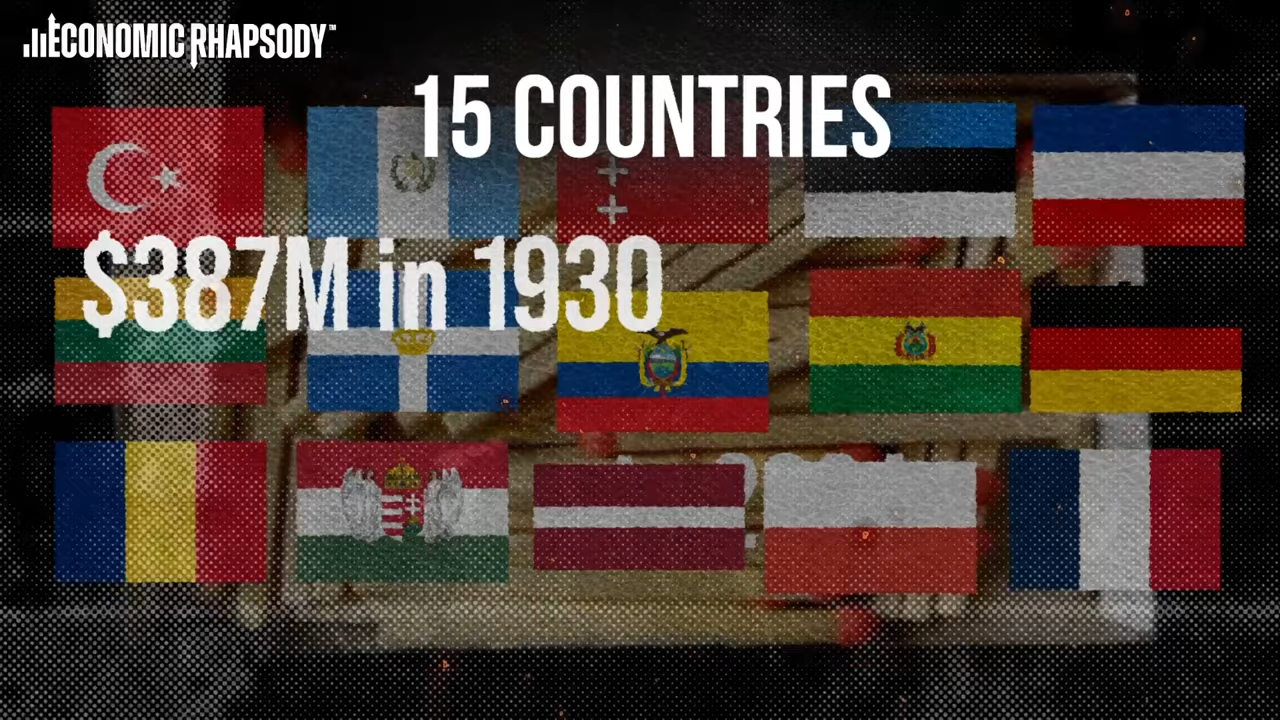 ECONOMIC RHAPSODY™
15 COUNTRIES
$387M in 1930